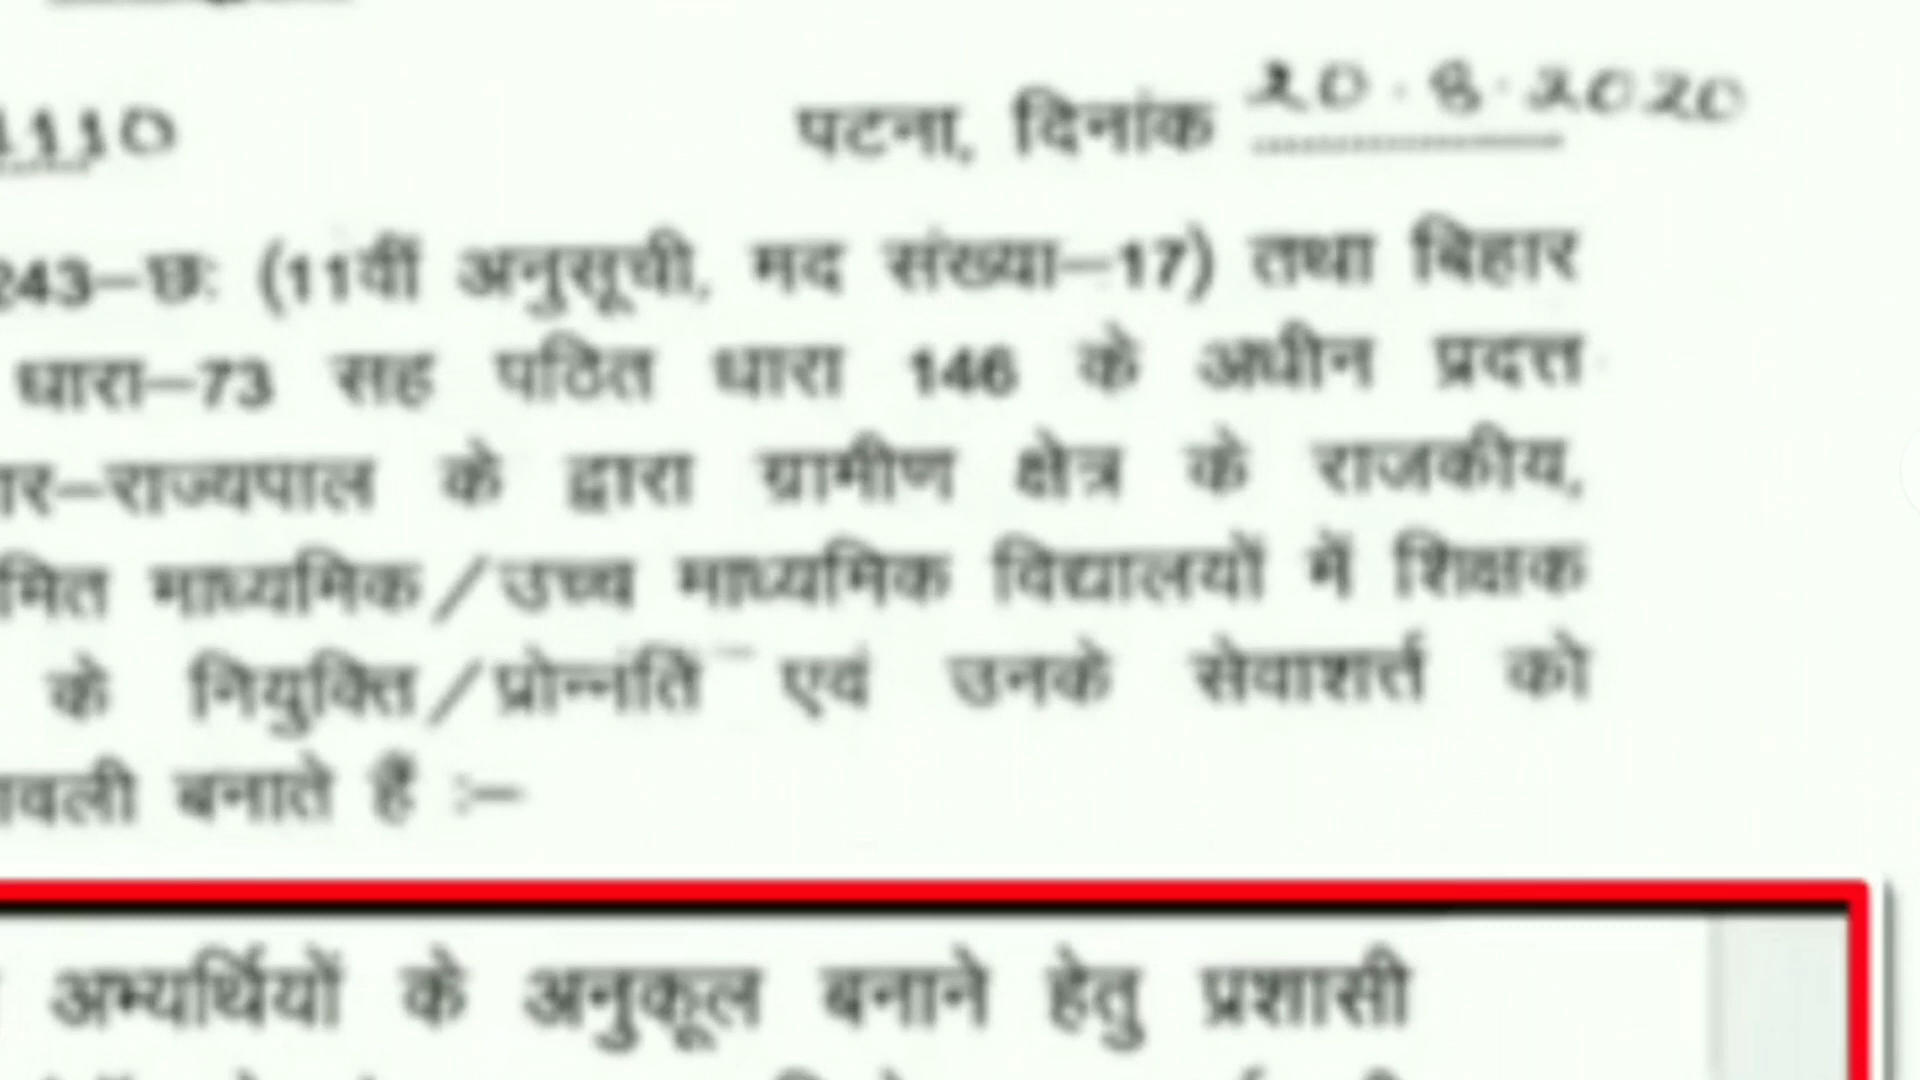 1110 पटना, दिनांक 20.8.2020
243–छः (11वीं अनुसूची, मद संख्या–17) तथा बिहार
धारा–73 सह पठित धारा 146 के अधीन प्रदत्त
राज्यपाल के द्वारा ग्रामीण क्षेत्र के राजकीय,
माध्यमिक/उच्च माध्यमिक विद्यालयों में शिक्षक
के नियुक्ति/प्रोन्नति एवं उनके सेवाशर्त्त को
बनाते हैं :–
अभ्यर्थियों के अनुकूल बनाने हेतु प्रशासी